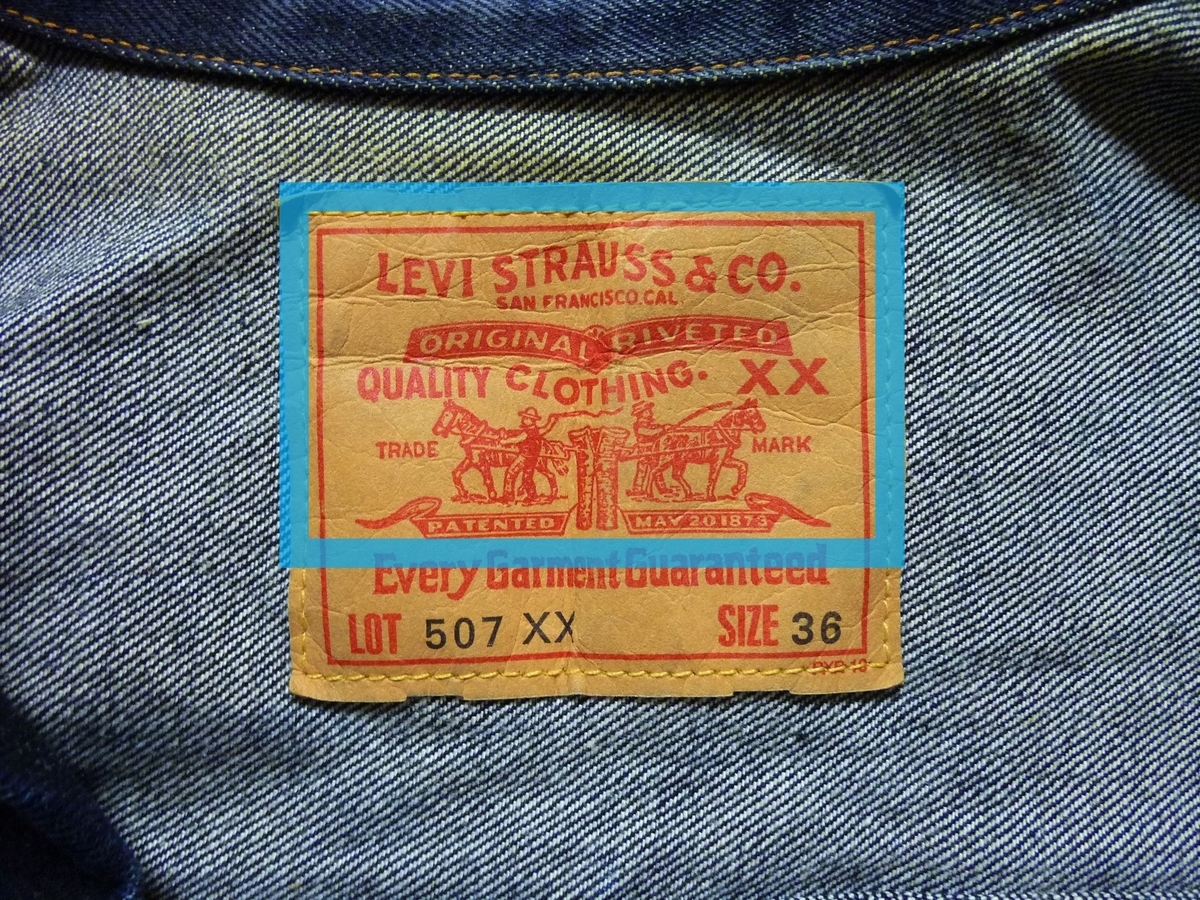 LEVI STRAUSS & CO.
SAN FRANCISCO, CAL
ORIGINAL RIVETED
QUALITY CLOTHING. XX
TRADE MARK
PATENTED MAY 20 1873
Every Garment Guaranteed
LOT 507 XX SIZE 36